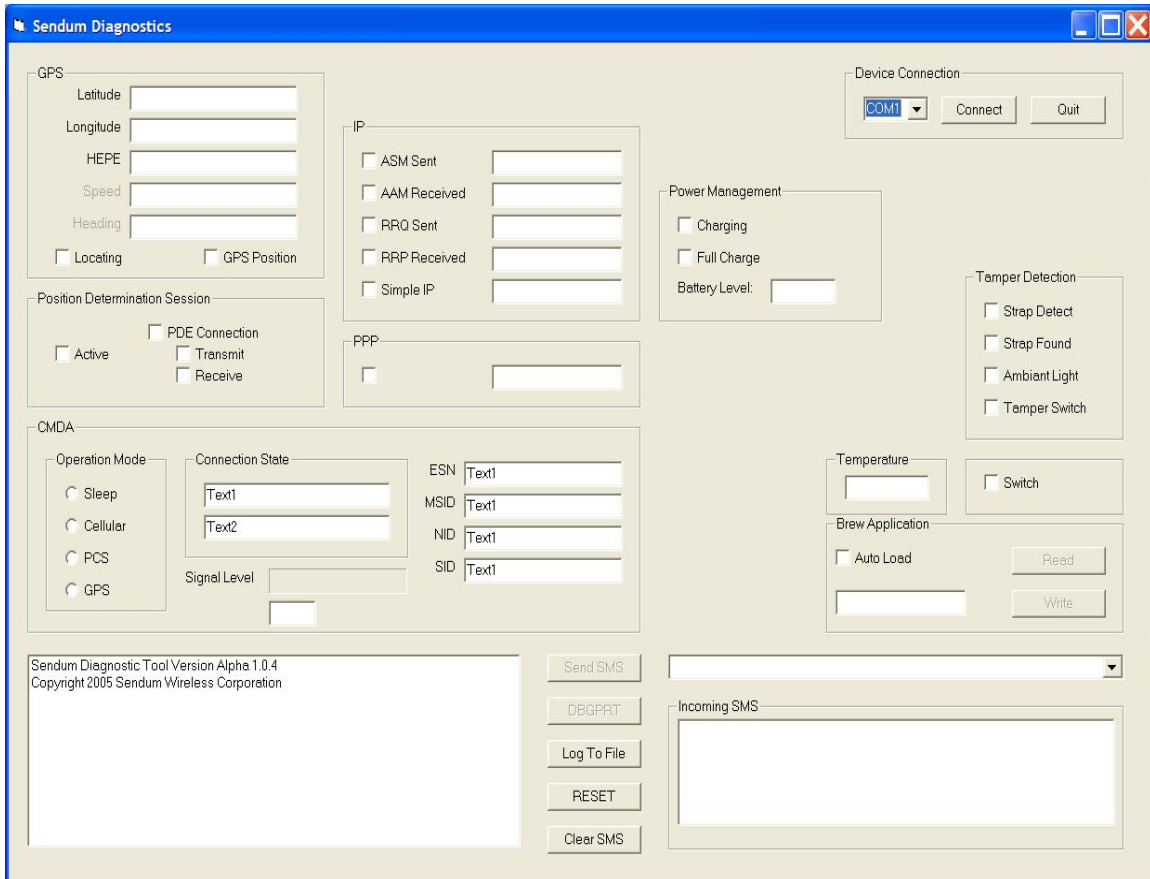 Sendum Diagnostics
GPS
Latitude
Longitude
HEPE
Speed
Heading
Locating
GPS Position
Position Determination Session
PDE Connection
Active
Transmit
Receive
IP
ASM Sent
AAM Received
RRQ Sent
RRP Received
Simple IP
PPP
Device Connection
COM1
Connect
Quit
Power Management
Charging
Full Charge
Battery Level:
Tamper Detection
Strap Detect
Strap Found
Ambiant Light
Tamper Switch
CMDA
Operation Mode
Sleep
Cellular
PCS
GPS
Connection State
Text1
Text2
Signal Level
ESN Text1
MSID Text1
NID Text1
SID Text1
Temperature
Switch
Brew Application
Auto Load
Read
Write
Sendum Diagnostic Tool Version Alpha 1.0.4
Copyright 2005 Sendum Wireless Corporation
Send SMS
DBGPRT
Log To File
RESET
Clear SMS
Incoming SMS